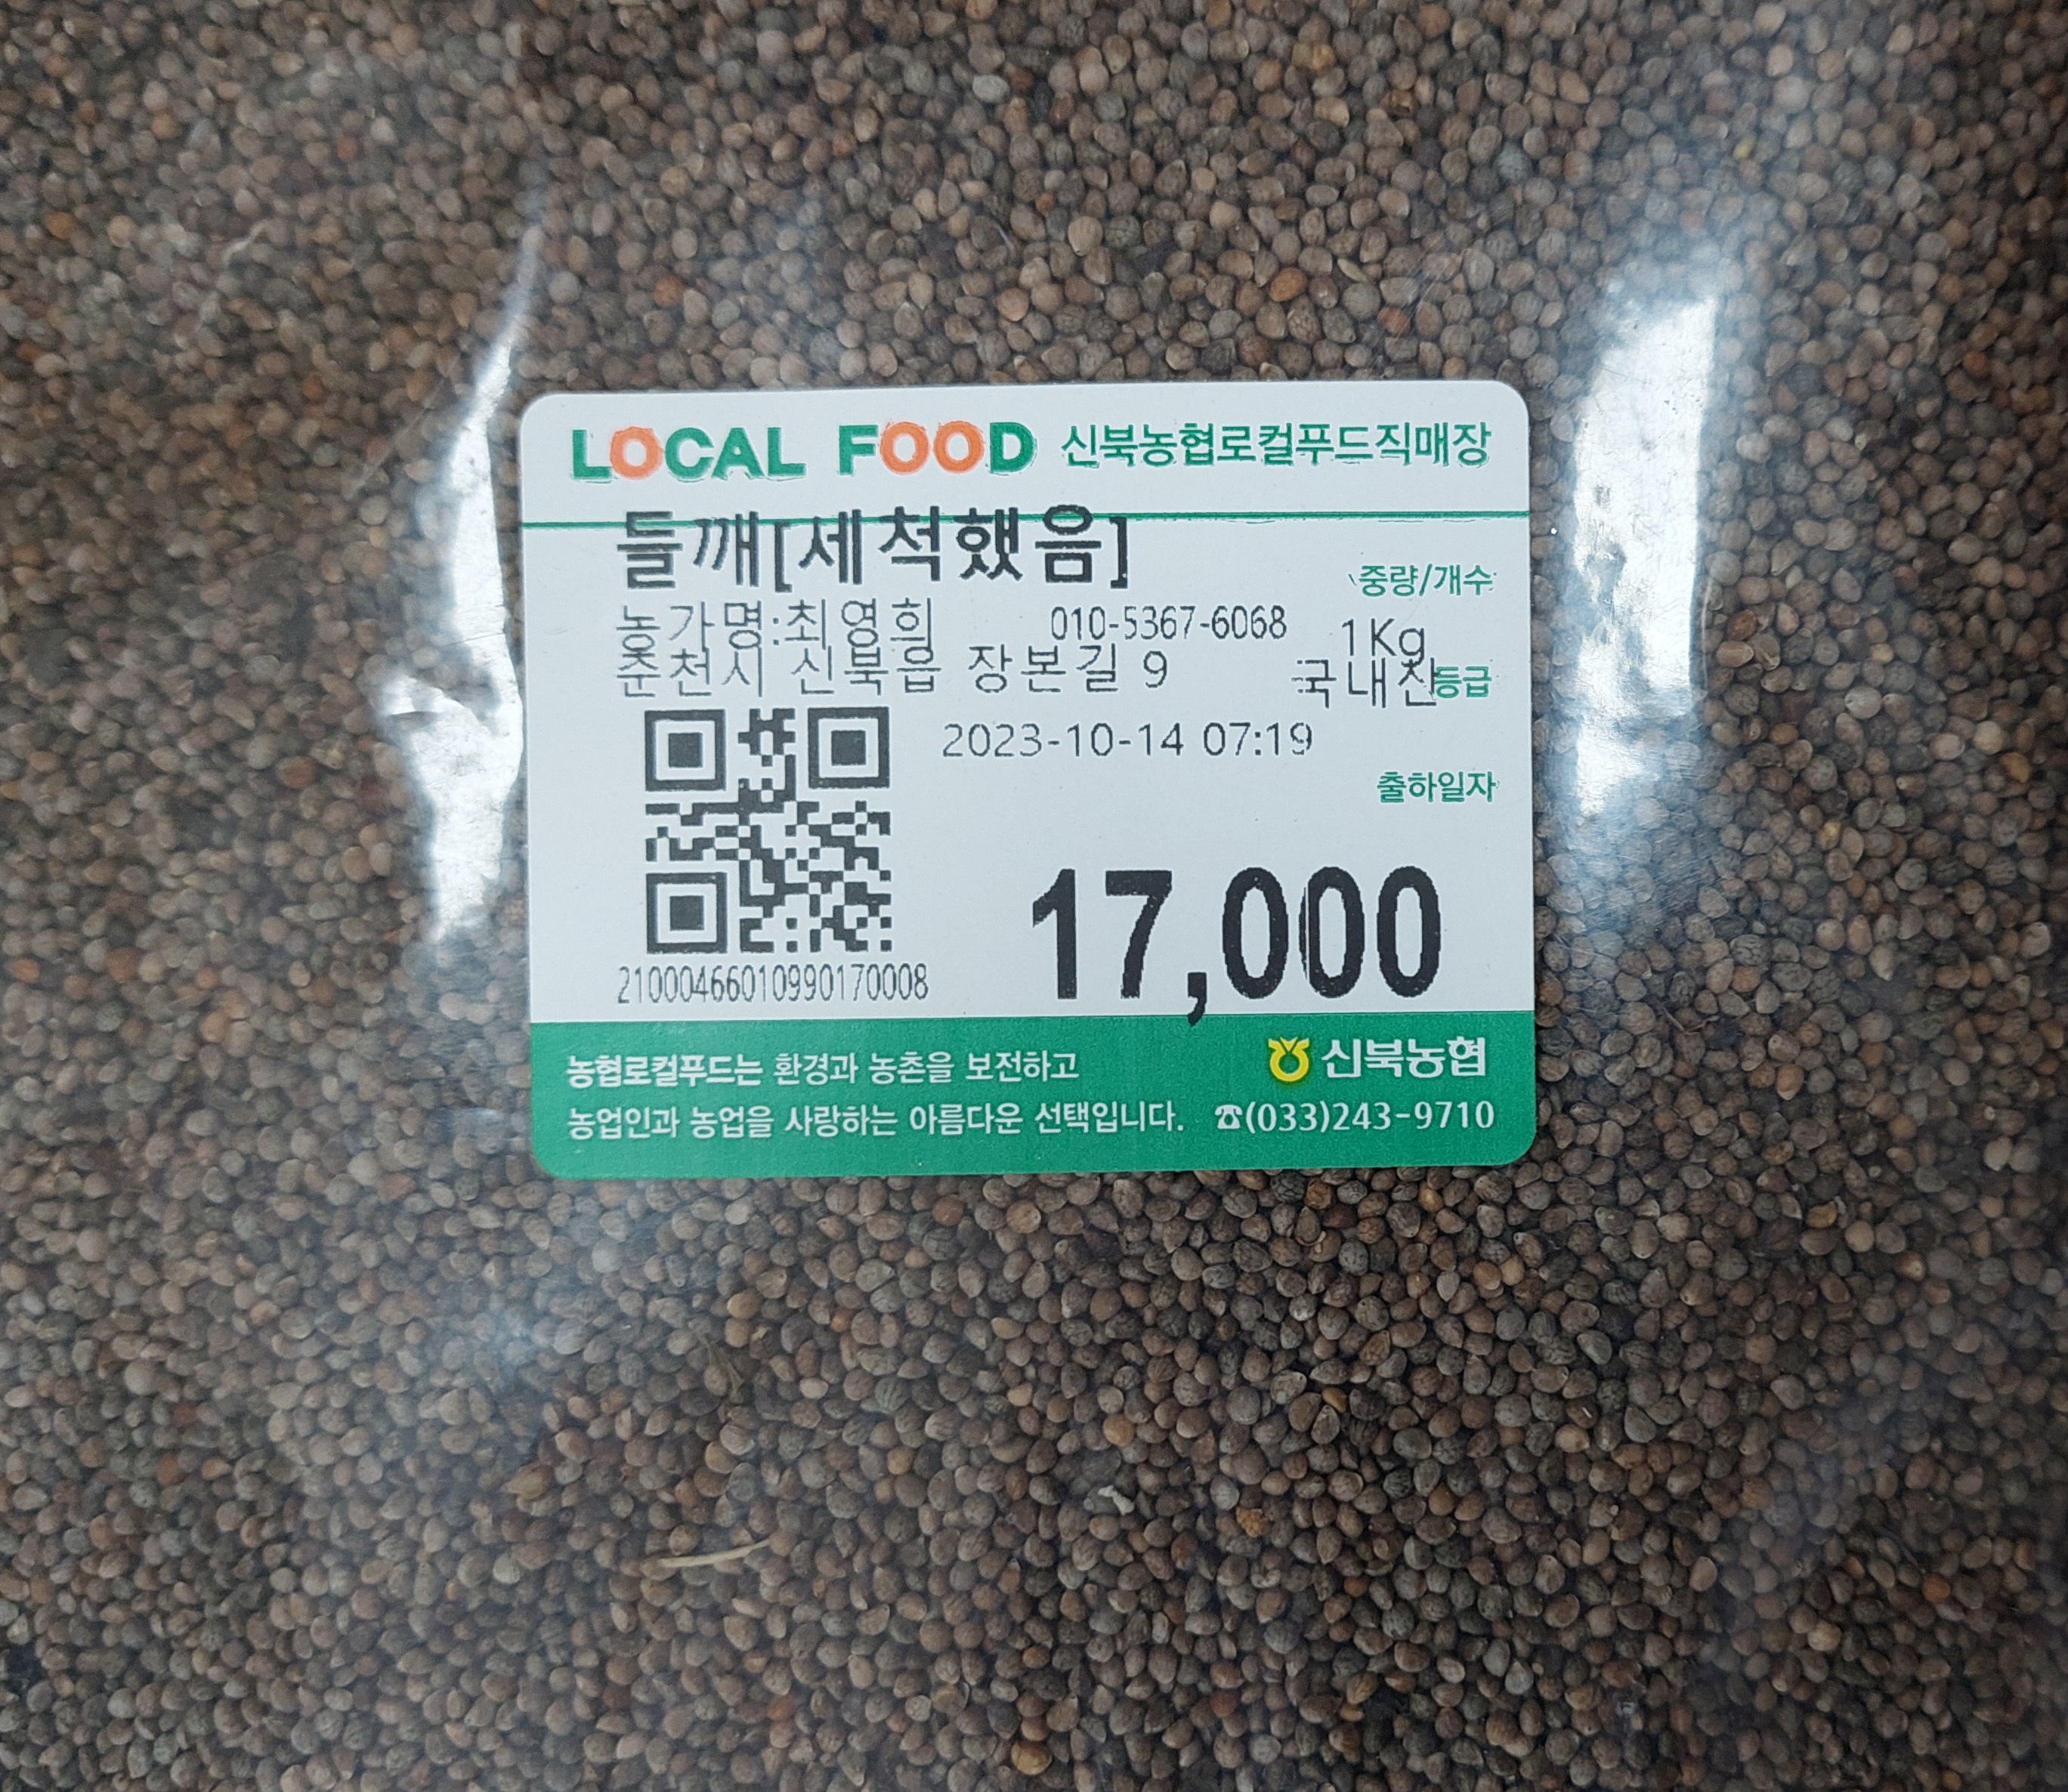 LOCAL FOOD 신북농협로컬푸드직매장
들깨[세척했음]
중량/개수
농가명:최영희 010-5367-6068 1Kg
춘천시 신북읍 장본길 9 국내산 등급
2023-10-14 07:19
출하일자
17,000
21000466010990170008
농협로컬푸드는 환경과 농촌을 보전하고
농업인과 농업을 사랑하는 아름다운 선택입니다.
신북농협
☎(033)243-9710